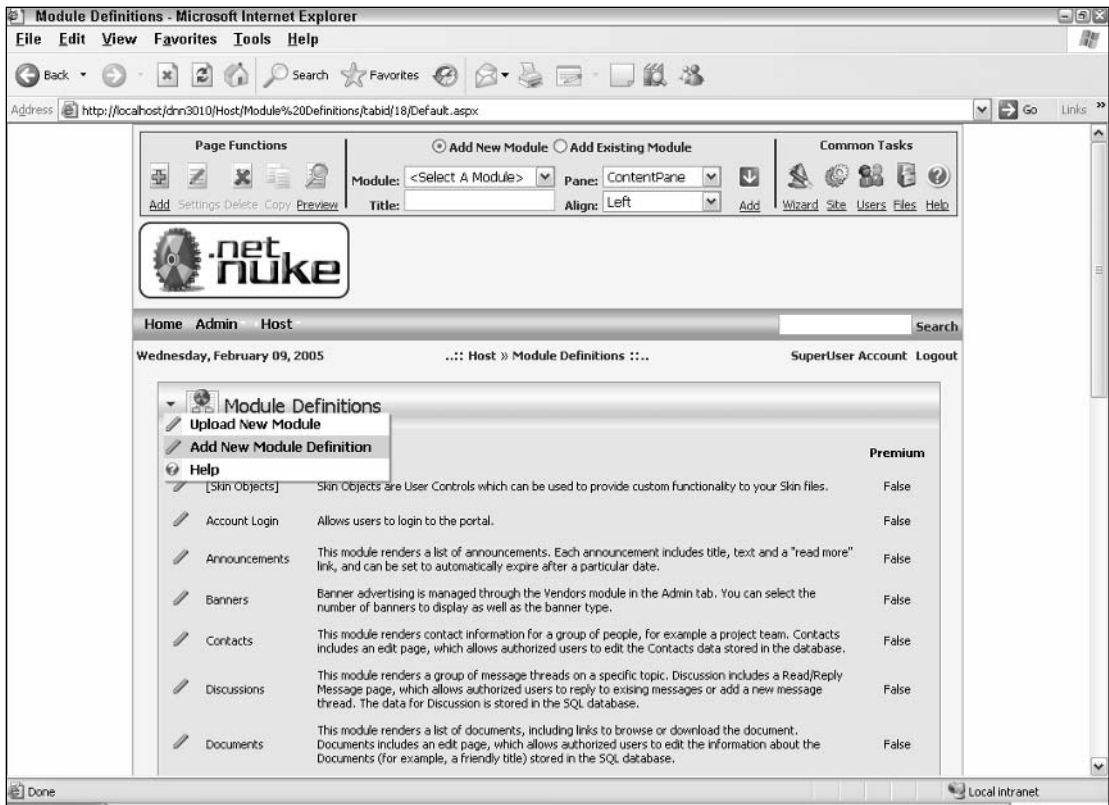 Module Definitions - Microsoft Internet Explorer
File Edit View Favorites Tools Help
Back Search Favorites
Address http://localhost/dnn3010/Host/Module%20Definitions/tabid/18/Default.aspx Go Links »
Page Functions Add New Module Add Existing Module Common Tasks
Module: <Select A Module> Pane: ContentPane
Add Settings Delete Copy Preview Title: Align: Left Add Wizard Site Users Files Help
.net
nuke
Home Admin Host Search
Wednesday, February 09, 2005 ..:: Host » Module Definitions ::.. SuperUser Account Logout
Module Definitions
Upload New Module
Add New Module Definition
Premium
Help
[Skin Objects] Skin Objects are User Controls which can be used to provide custom functionality to your Skin files. False
Account Login Allows users to login to the portal. False
Announcements This module renders a list of announcements. Each announcement includes title, text and a "read more"
link, and can be set to automatically expire after a particular date. False
Banners Banner advertising is managed through the Vendors module in the Admin tab. You can select the
number of banners to display as well as the banner type. False
Contacts This module renders contact information for a group of people, for example a project team. Contacts
includes an edit page, which allows authorized users to edit the Contacts data stored in the database. False
This module renders a group of message threads on a specific topic. Discussion includes a Read/Reply
Discussions Message page, which allows authorized users to reply to exising messages or add a new message False
thread. The data for Discussion is stored in the SQL database.
This module renders a list of documents, including links to browse or download the document.
Documents Documents includes an edit page, which allows authorized users to edit the information about the False
Documents (for example, a friendly title) stored in the SQL database.
Done Local intranet